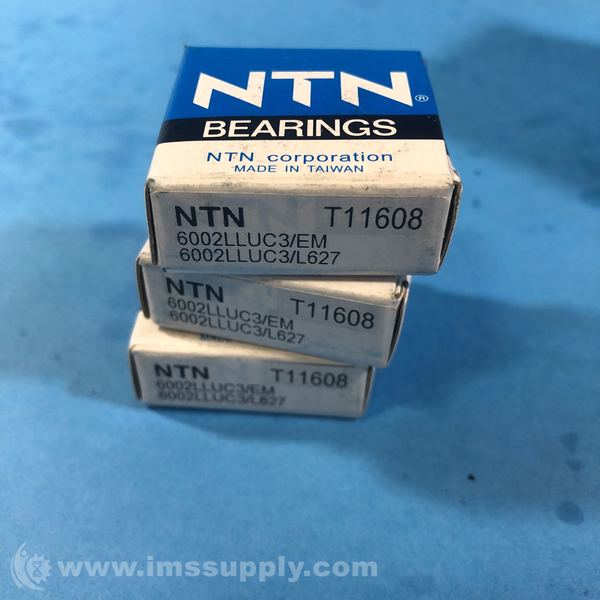 NTN®
BEARINGS
NTN corporation
MADE IN TAIWAN
NTN T11608
6002LLUC3/EM
6002LLUC3/L627
NTN T11608
6002LLUC3/EM
6002LLUC3/L627
NTN T11608
6002LLUC3/EM
6002LLUC3/L627
www.imssupply.com